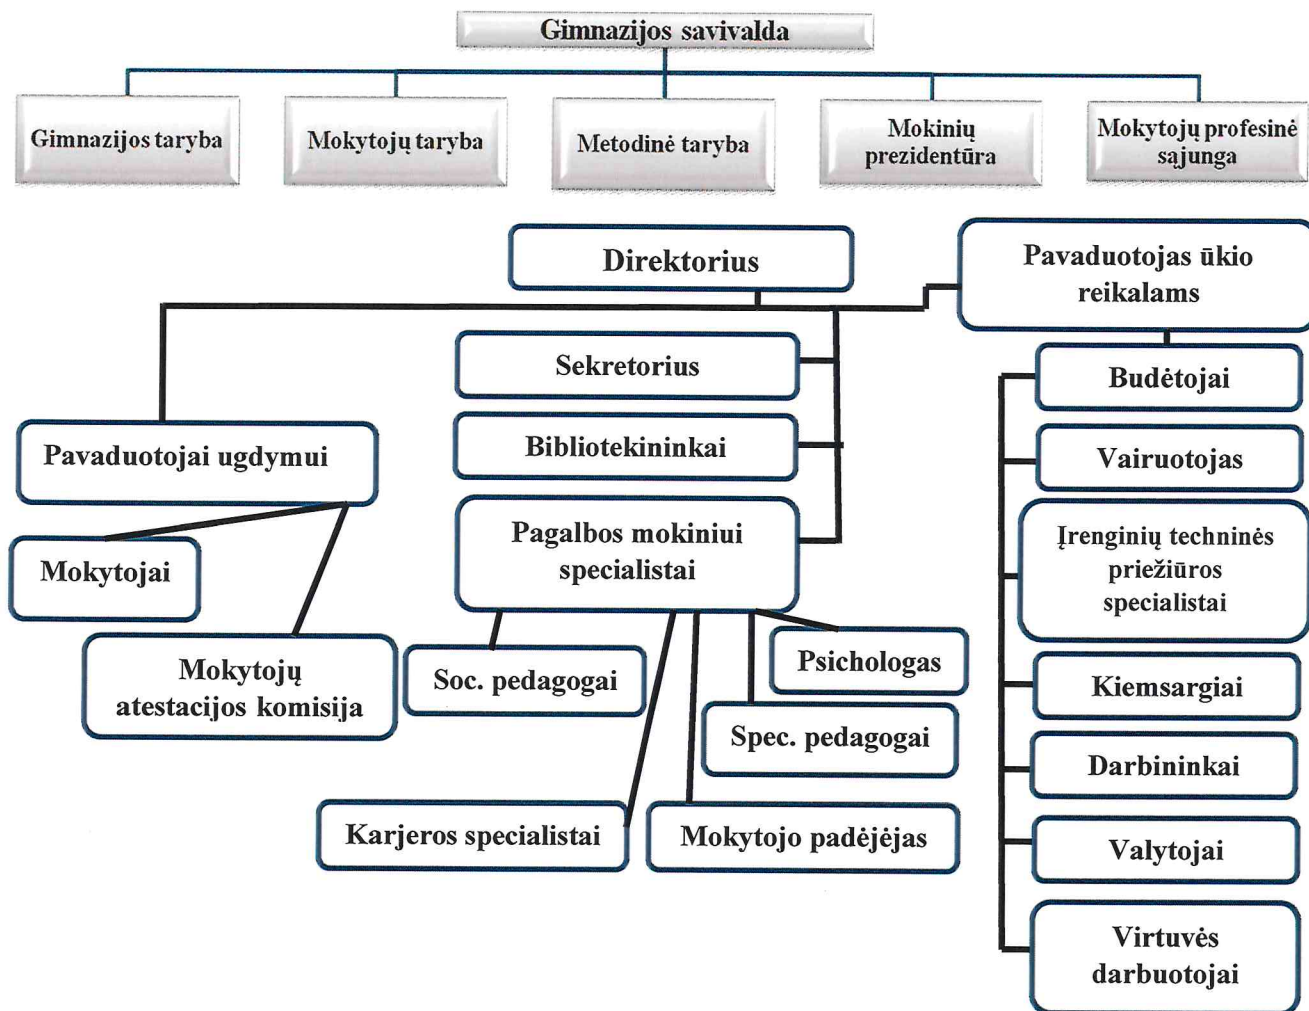 Gimnazijos savivalda
Gimnazijos taryba
Mokytojų taryba
Metodinė taryba
Mokinių
prezidentūra
Mokytojų profesinė
sąjunga
Direktorius
Pavaduotojas ūkio
reikalams
Sekretorius
Bibliotekininkai
Pagalbos mokiniui
specialistai
Pavaduotojai ugdymui
Mokytojai
Mokytojų
atestacijos komisija
Soc. pedagogai
Psichologas
Spec. pedagogai
Karjeros specialistai
Mokytojo padėjėjas
Budėtojai
Vairuotojas
Įrenginių techninės
priežiūros
specialistai
Kiemsargiai
Darbininkai
Valytojai
Virtuvės
darbuotojai